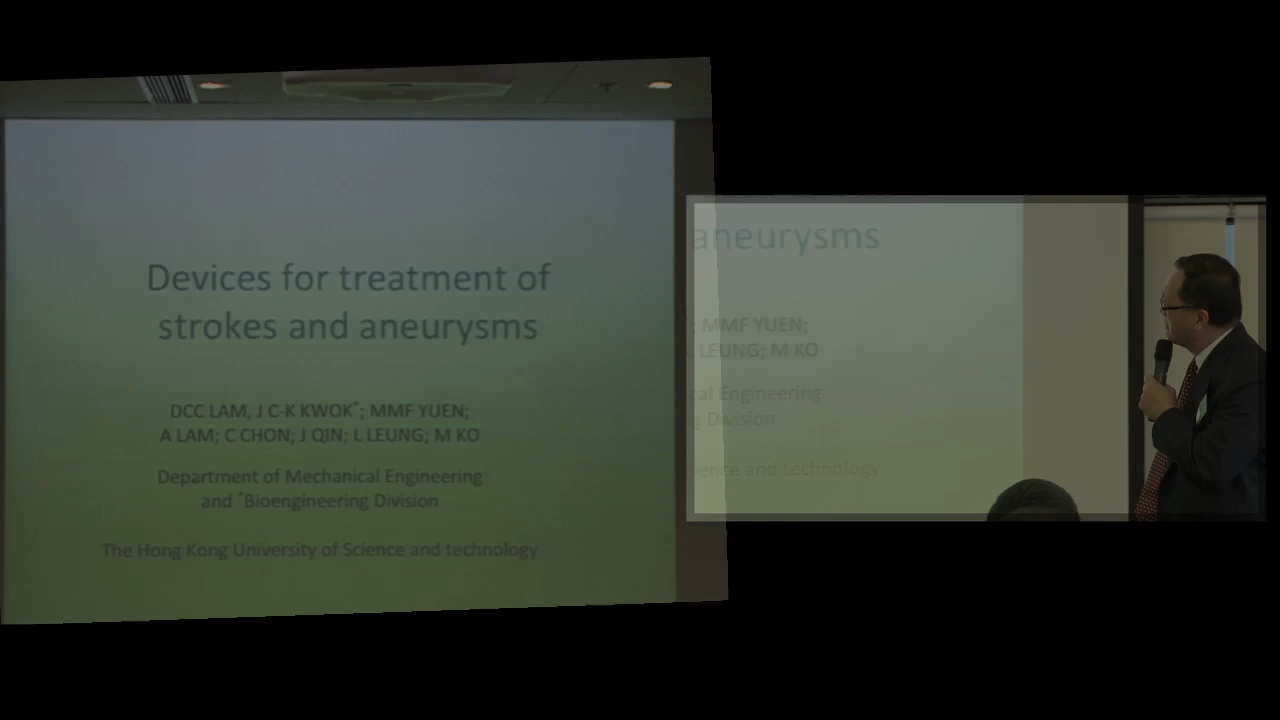 Devices for treatment of
strokes and aneurysms
DCC LAM, J C-K KWOK*; MMF YUEN;
A LAM; C CHON; J QIN; L LEUNG; M KO
Department of Mechanical Engineering
and *Bioengineering Division
The Hong Kong University of Science and technology
aneurysms
; MMF YUEN;
LEUNG; M KO
cal Engineering
g Division
ience and technology